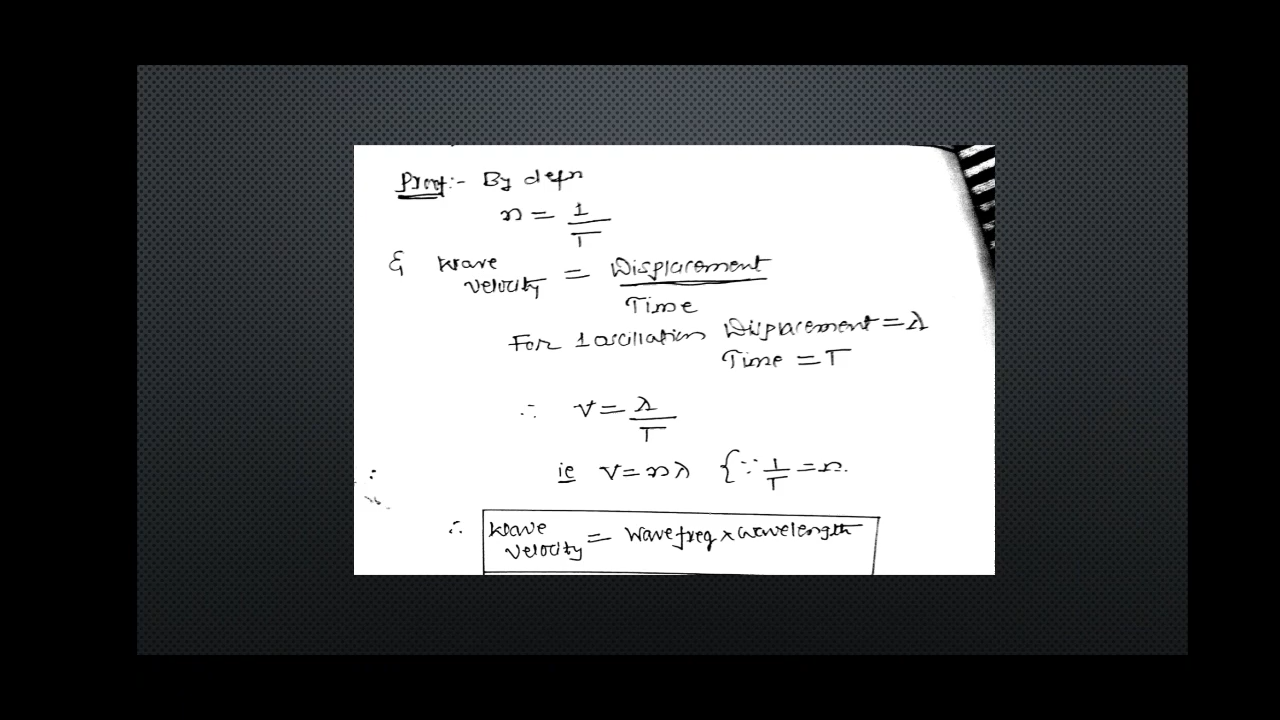 Proof:- By defn
n = 1/T
& Wave velocity = Displacement/Time
For 1 oscillation Displacement = λ
Time = T
∴ v = λ/T
ie v = nλ {∵ 1/T = n.
∴ Wave velocity = Wave freq x wavelength